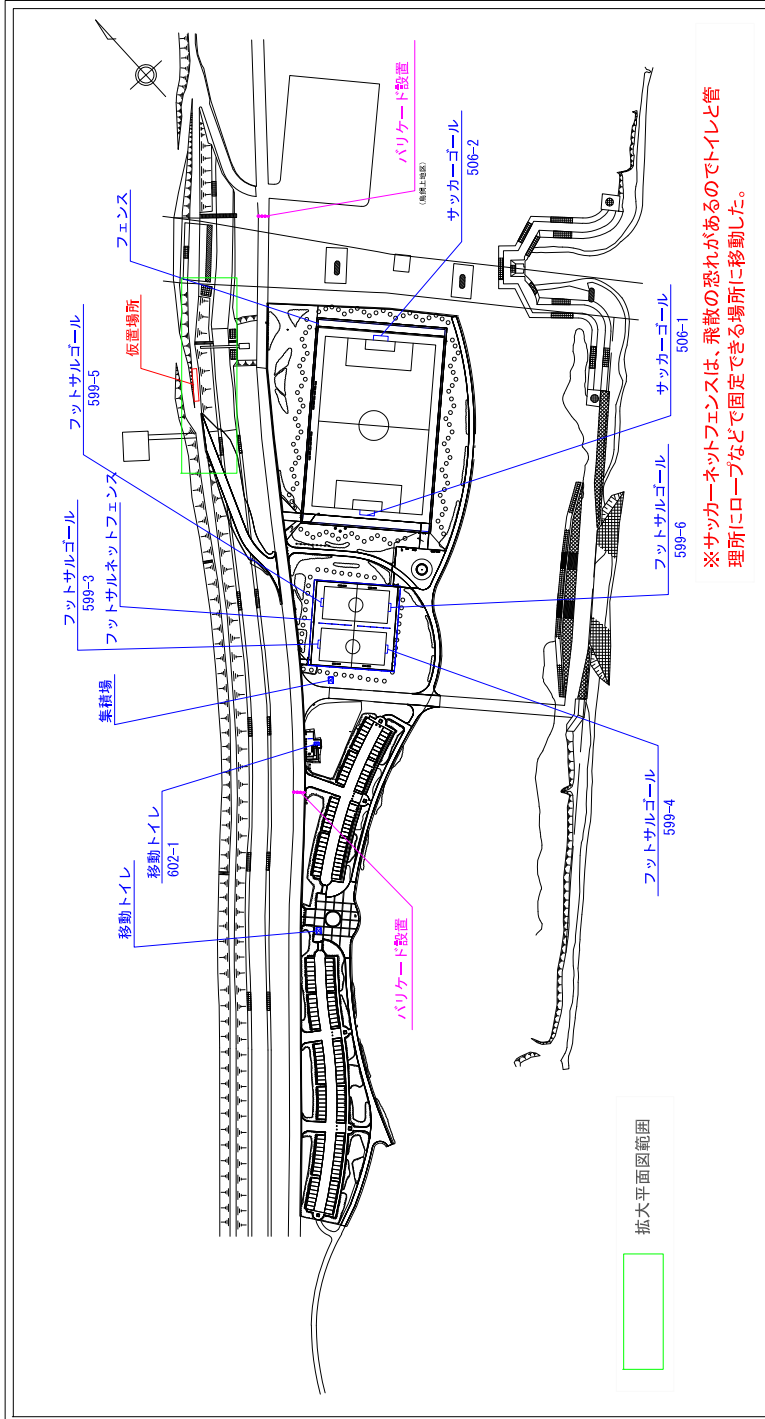 フットサルゴール
599-3
フットサルネットフェンス
フットサルゴール
599-5
仮置場所
フェンス
バリケード設置
サッカーゴール
506-2
サッカーゴール
506-1
フットサルゴール
599-6
フットサルゴール
599-4
集積場
移動トイレ
602-1
移動トイレ
バリケード設置
※サッカーネットフェンスは、飛散の恐れがあるのでトイレと管
理所にロープなどで固定できる場所に移動した。
拡大平面図範囲